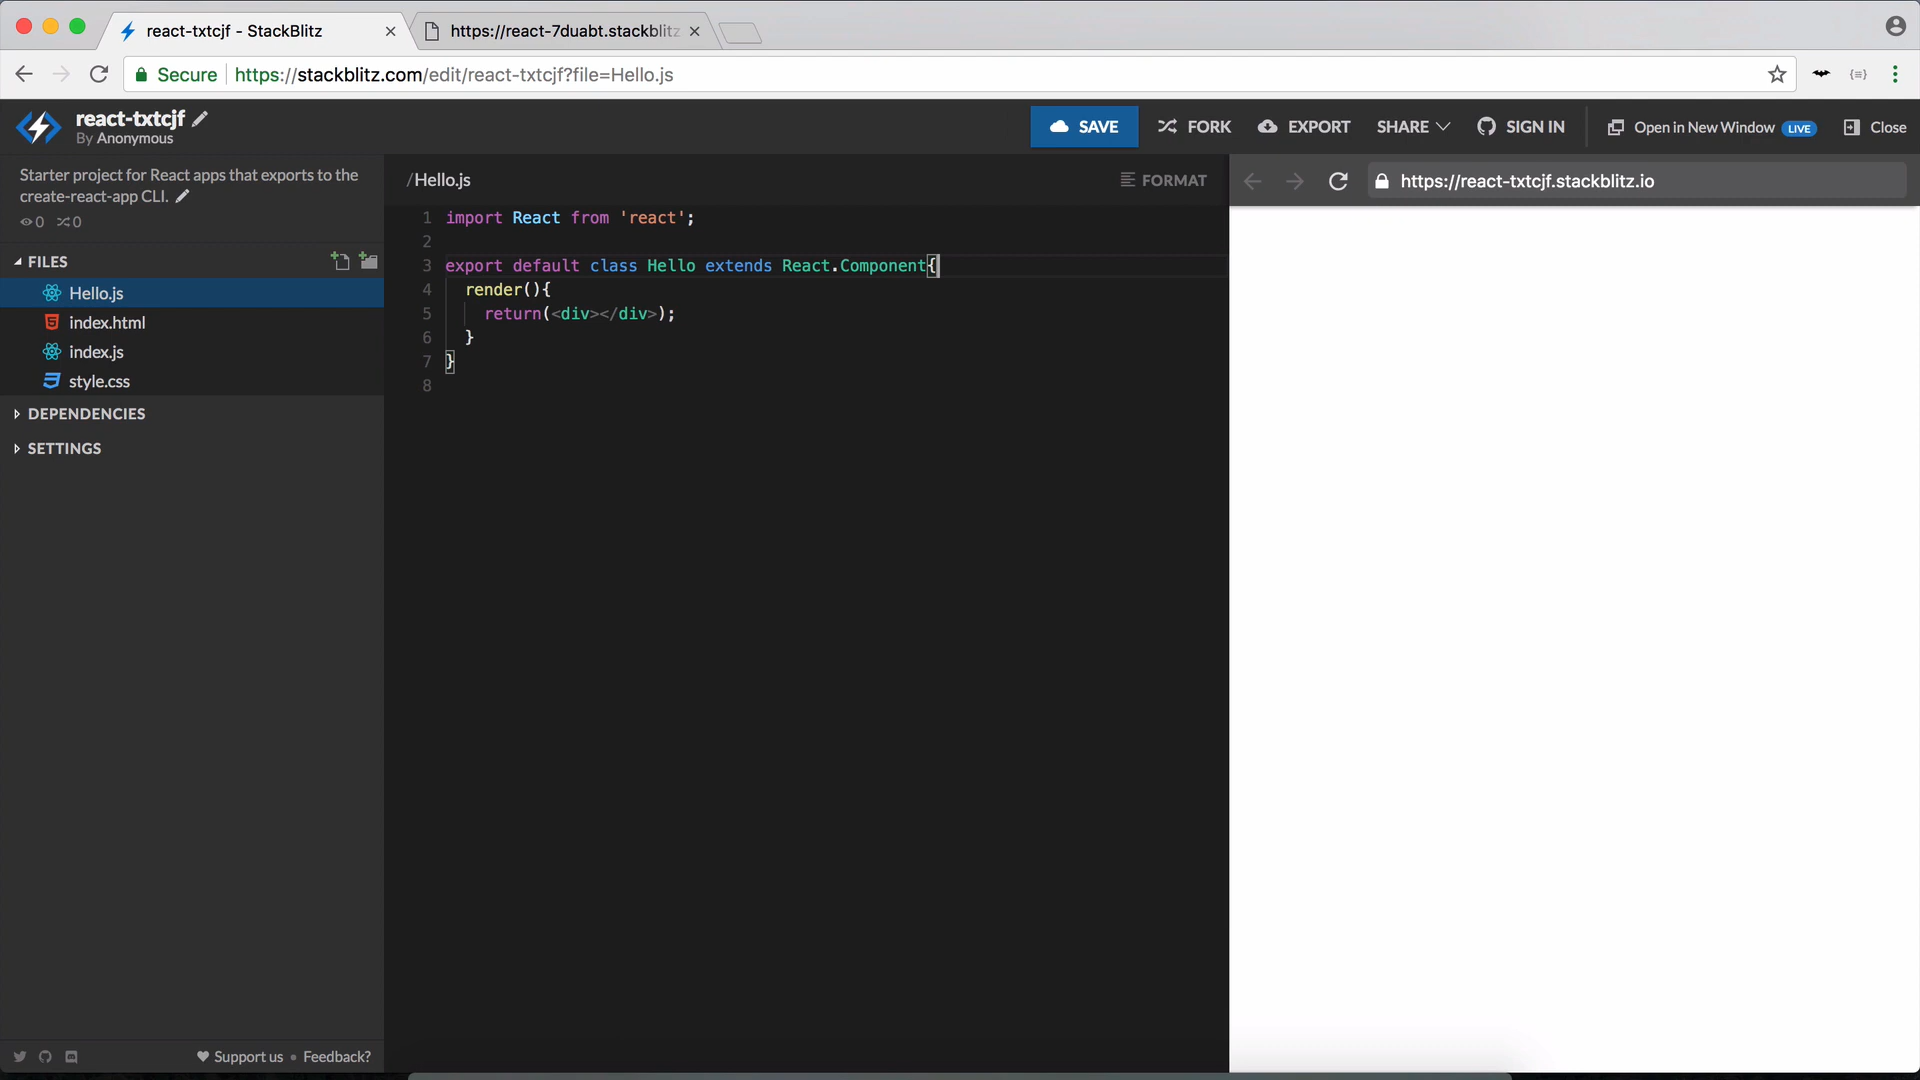 react-txtcjf - StackBlitz
https://react-7duabt.stackblitz
Secure https://stackblitz.com/edit/react-txtcjf?file=Hello.js
react-txtcjf
By Anonymous
SAVE FORK EXPORT SHARE SIGN IN Open in New Window LIVE Close
Starter project for React apps that exports to the
create-react-app CLI.
0 0
FILES
Hello.js
index.html
index.js
style.css
DEPENDENCIES
SETTINGS
/Hello.js FORMAT
1 import React from 'react';
2
3 export default class Hello extends React.Component{
4 render(){
5 return(<div></div>);
6 }
7 }
8
https://react-txtcjf.stackblitz.io
Support us • Feedback?